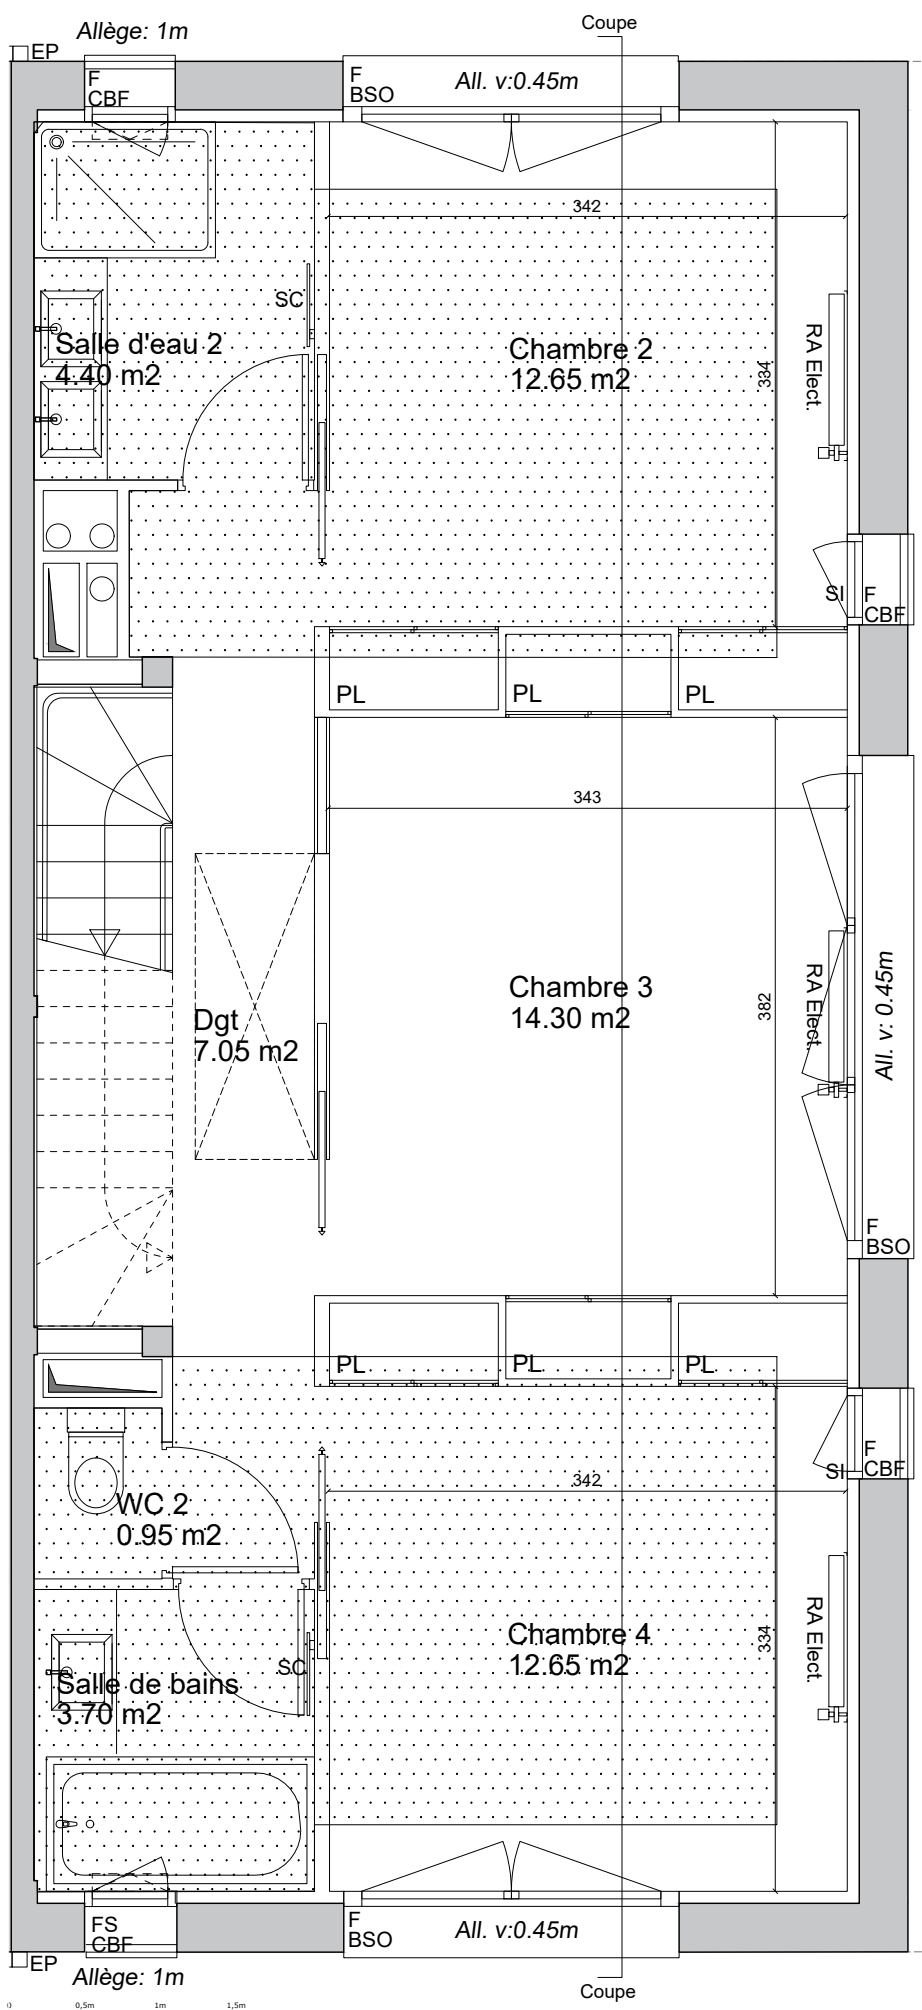 Coupe
Allège: 1m
EP
F
CBF
F
BSO
All. v:0.45m
342
SC
Salle d'eau 2
4.40 m2
Chambre 2
12.65 m2
334
RA Elect.
SI
F
CBF
PL
PL
PL
343
Chambre 3
14.30 m2
382
RA Elect.
All. v: 0.45m
Dgt
7.05 m2
F
BSO
PL
PL
PL
F
CBF
SI
342
WC 2
0.95 m2
Chambre 4
12.65 m2
334
RA Elect.
SC
Salle de bains
3.70 m2
FS
CBF
F
BSO
All. v:0.45m
EP
Allège: 1m
Coupe
0,5m
1m
1,5m